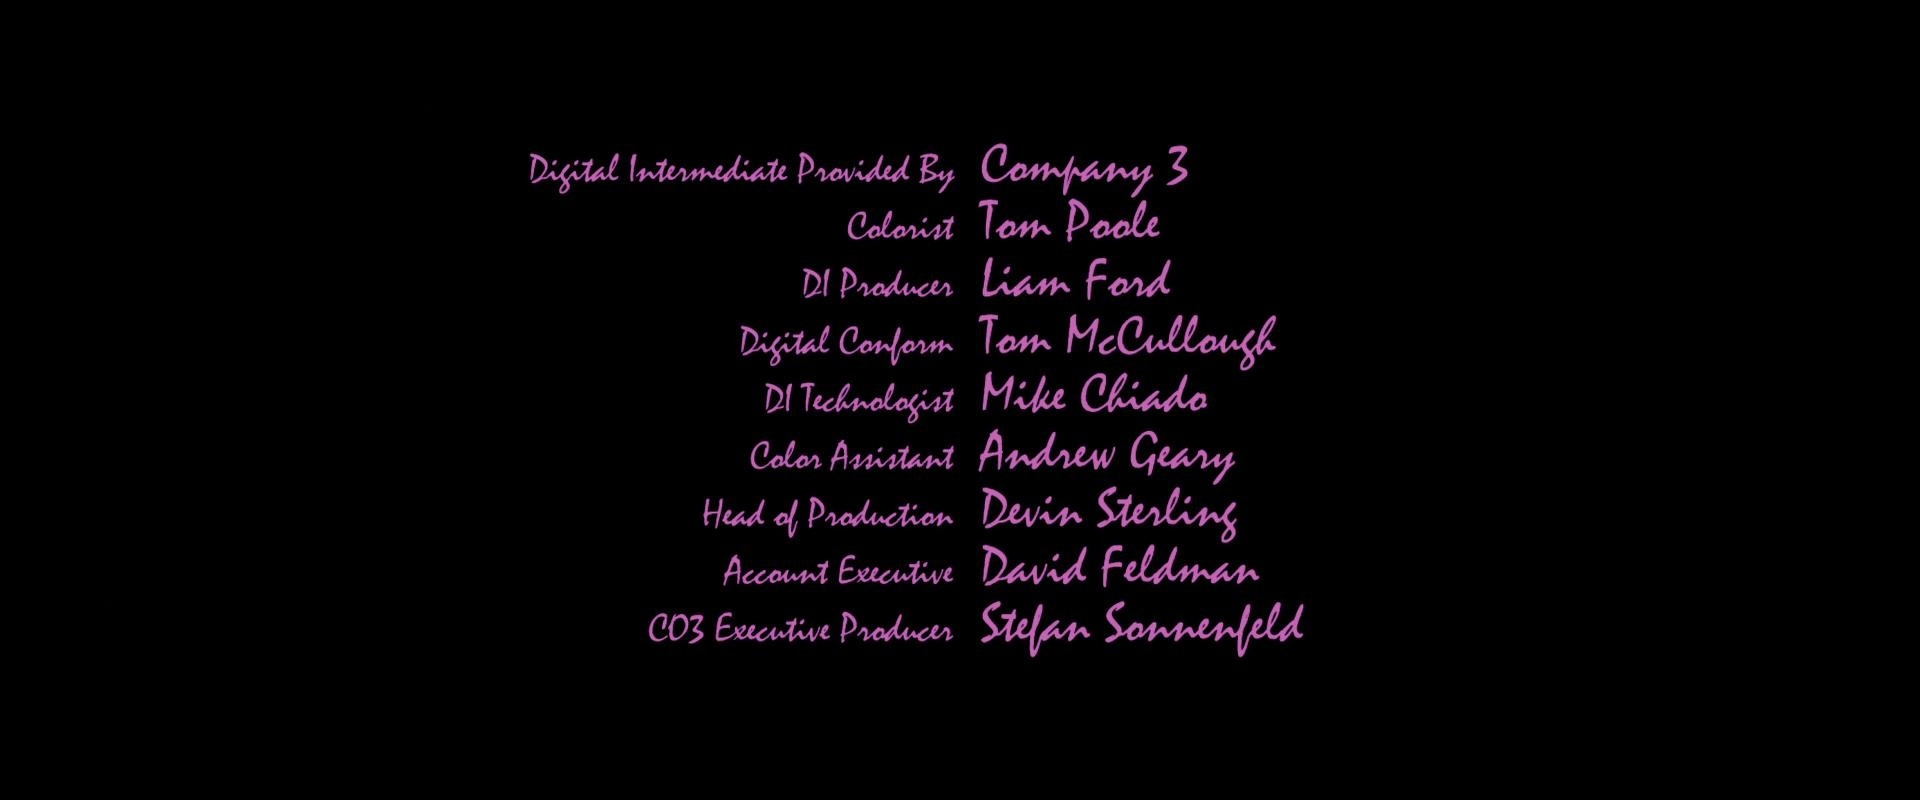 Digital Intermediate Provided By Company 3
Colorist Tom Poole
DI Producer Liam Ford
Digital Conform Tom McCullough
DI Technologist Mike Chiado
Color Assistant Andrew Geary
Head of Production Devin Sterling
Account Executive David Feldman
CO3 Executive Producer Stefan Sonnenfeld